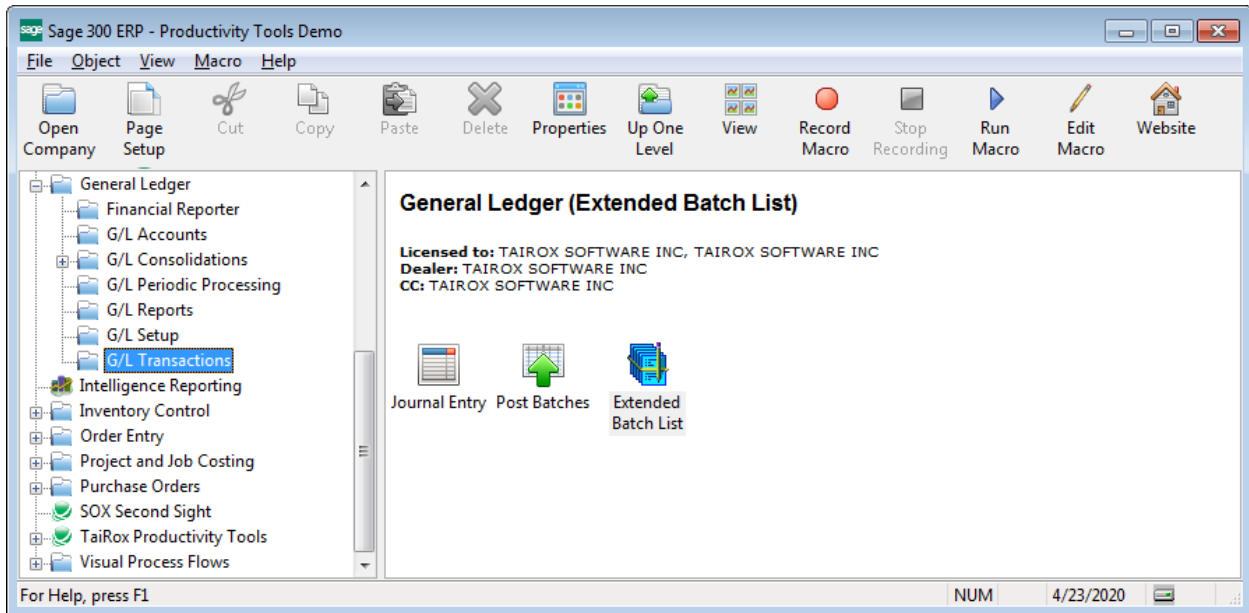 sage Sage 300 ERP - Productivity Tools Demo
File Object View Macro Help
Open Company
Page Setup
Cut
Copy
Paste
Delete
Properties
Up One Level
View
Record Macro
Stop Recording
Run Macro
Edit Macro
Website
General Ledger
Financial Reporter
G/L Accounts
G/L Consolidations
G/L Periodic Processing
G/L Reports
G/L Setup
G/L Transactions
Intelligence Reporting
Inventory Control
Order Entry
Project and Job Costing
Purchase Orders
SOX Second Sight
TaiRox Productivity Tools
Visual Process Flows
General Ledger (Extended Batch List)
Licensed to: TAIROX SOFTWARE INC, TAIROX SOFTWARE INC
Dealer: TAIROX SOFTWARE INC
CC: TAIROX SOFTWARE INC
Journal Entry
Post Batches
Extended
Batch List
For Help, press F1
NUM
4/23/2020